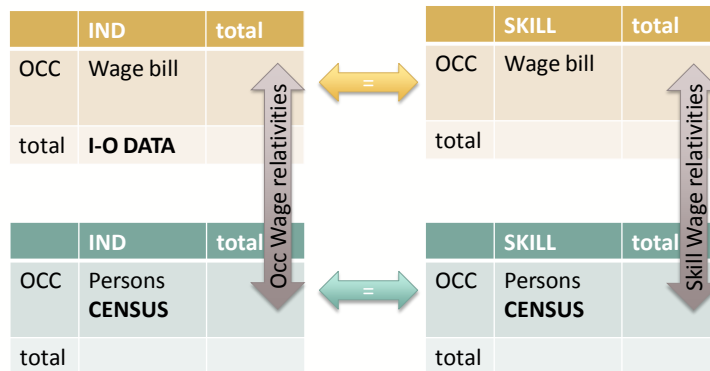 IND total
OCC Wage bill
total I-O DATA
=
SKILL total
OCC Wage bill
total
Occ Wage relativities
Skill Wage relativities
IND total
OCC Persons
CENSUS
total
=
SKILL total
OCC Persons
CENSUS
total